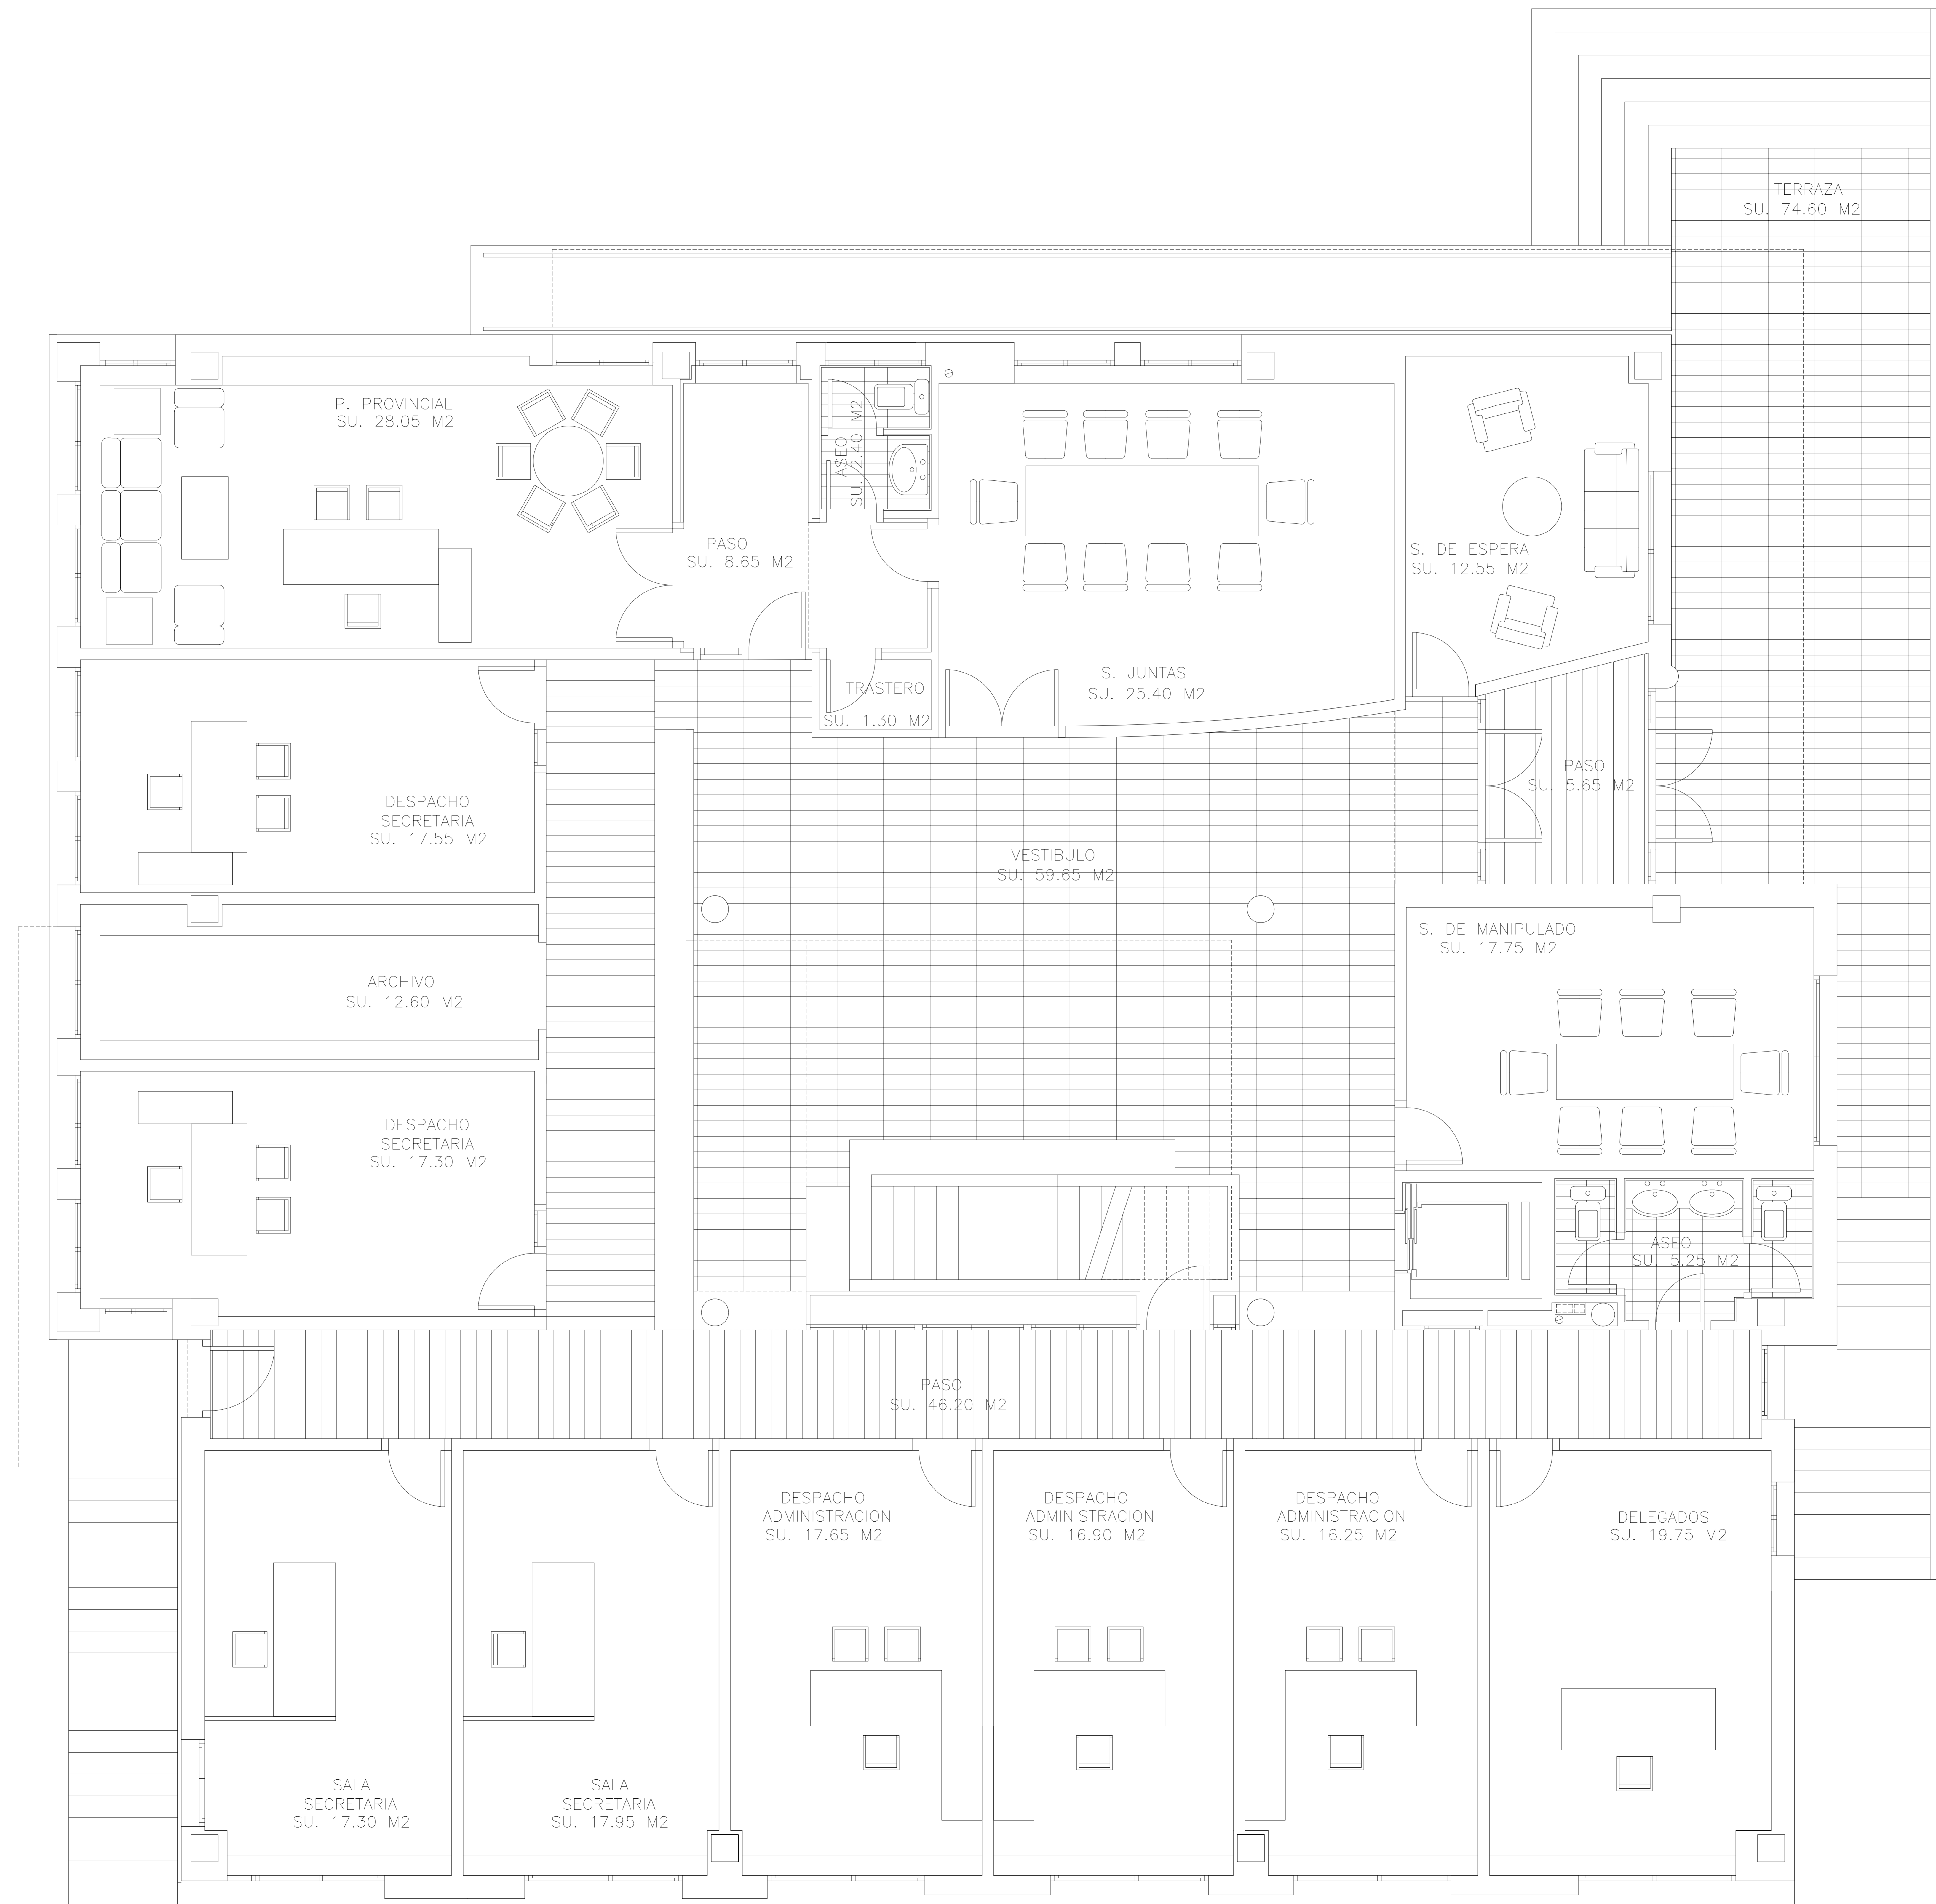 TERRAZA
SU. 74.60 M2
P. PROVINCIAL
SU. 28.05 M2
ASEO
SU. 2.40 M2
PASO
SU. 8.65 M2
S. DE ESPERA
SU. 12.55 M2
S. JUNTAS
SU. 25.40 M2
TRASTERO
SU. 1.30 M2
PASO
SU. 5.65 M2
DESPACHO
SECRETARIA
SU. 17.55 M2
VESTIBULO
SU. 59.65 M2
S. DE MANIPULADO
SU. 17.75 M2
ARCHIVO
SU. 12.60 M2
DESPACHO
SECRETARIA
SU. 17.30 M2
ASEO
SU. 5.25 M2
PASO
SU. 46.20 M2
DESPACHO
ADMINISTRACION
SU. 17.65 M2
DESPACHO
ADMINISTRACION
SU. 16.90 M2
DESPACHO
ADMINISTRACION
SU. 16.25 M2
DELEGADOS
SU. 19.75 M2
SALA
SECRETARIA
SU. 17.30 M2
SALA
SECRETARIA
SU. 17.95 M2